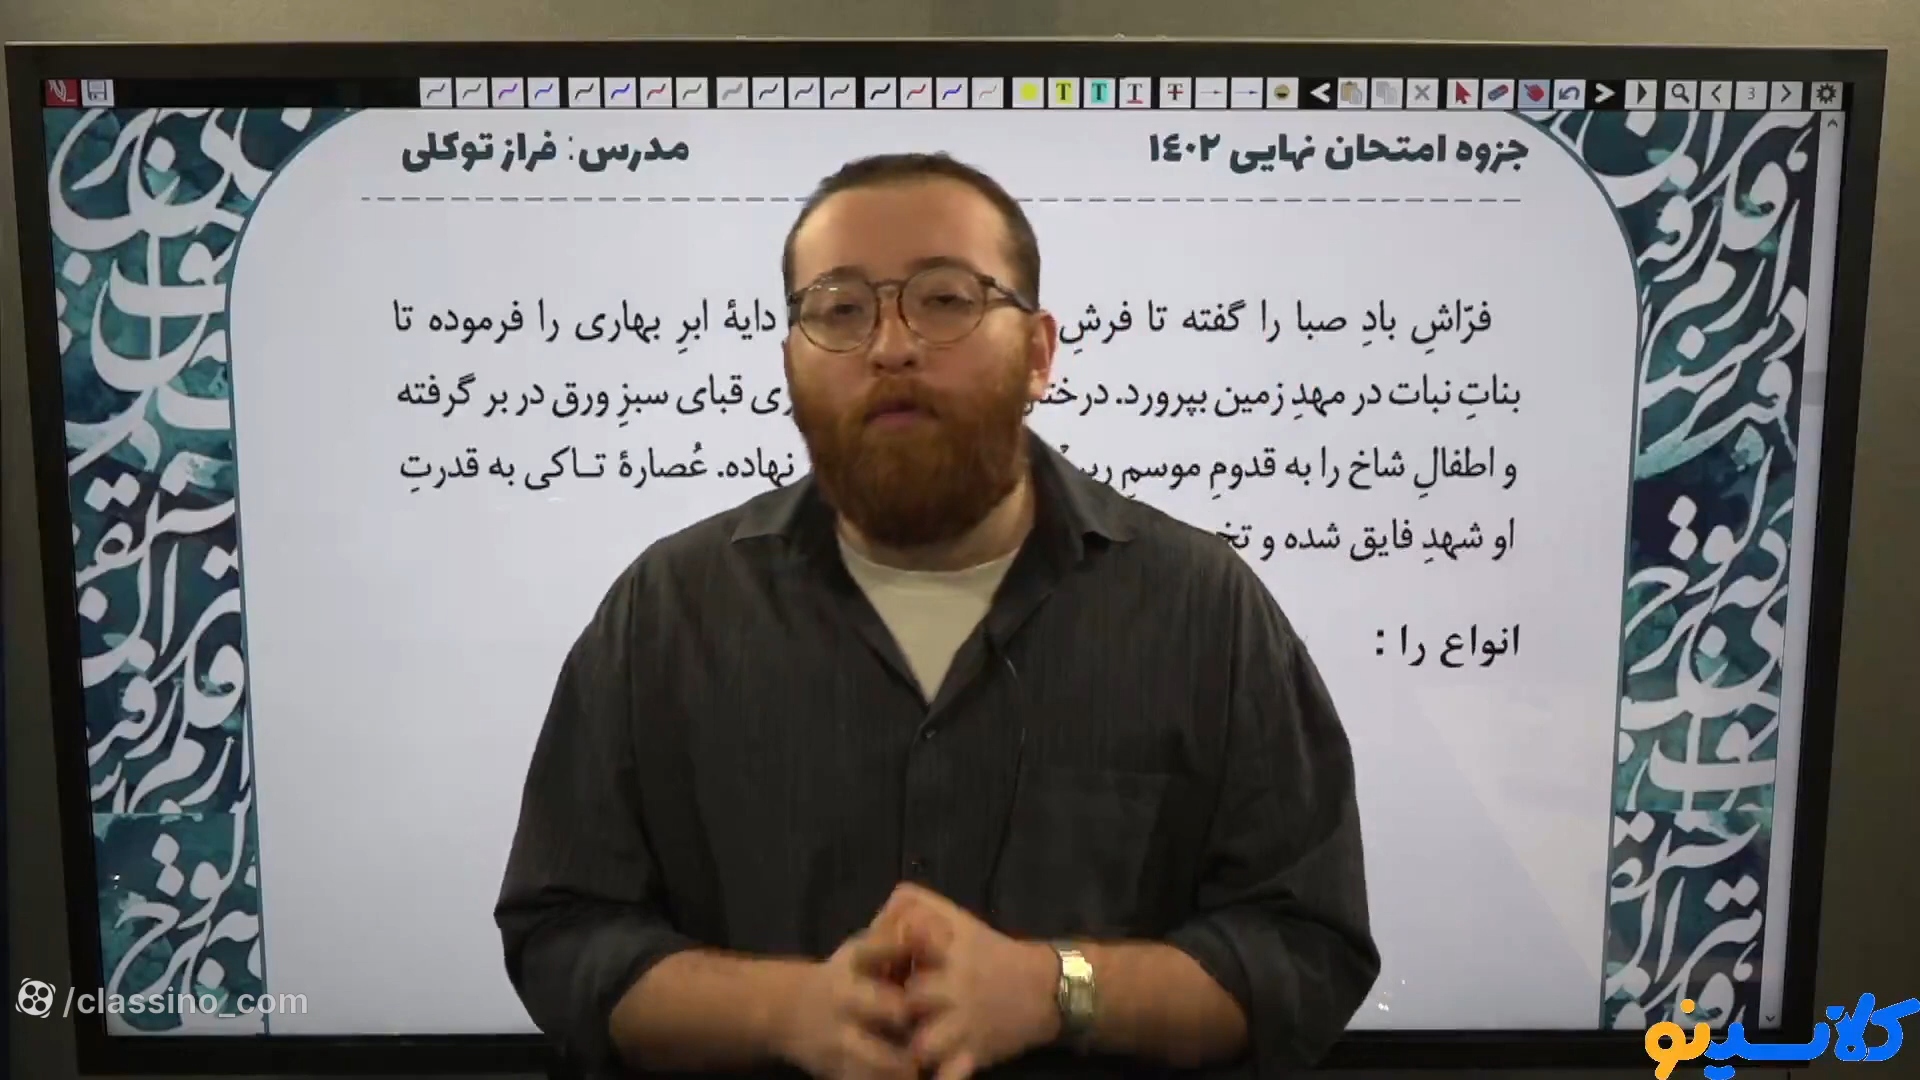 جزوه امتحان نهایی ۱۴۰۲
مدرس: فراز توکلی
فرّاشِ بادِ صبا را گفته تا فرشِ دایهٔ ابرِ بهاری را فرموده تا
بناتِ نبات در مهدِ زمین بپرورد. قبای سبزِ ورق در بر گرفته
و اطفالِ شاخ را به قدومِ موسمِ نهاده. عُصارهٔ تـاکی به قدرتِ
او شهدِ فایق شده و
انواع را :
3
/classino_com
کلاسینو